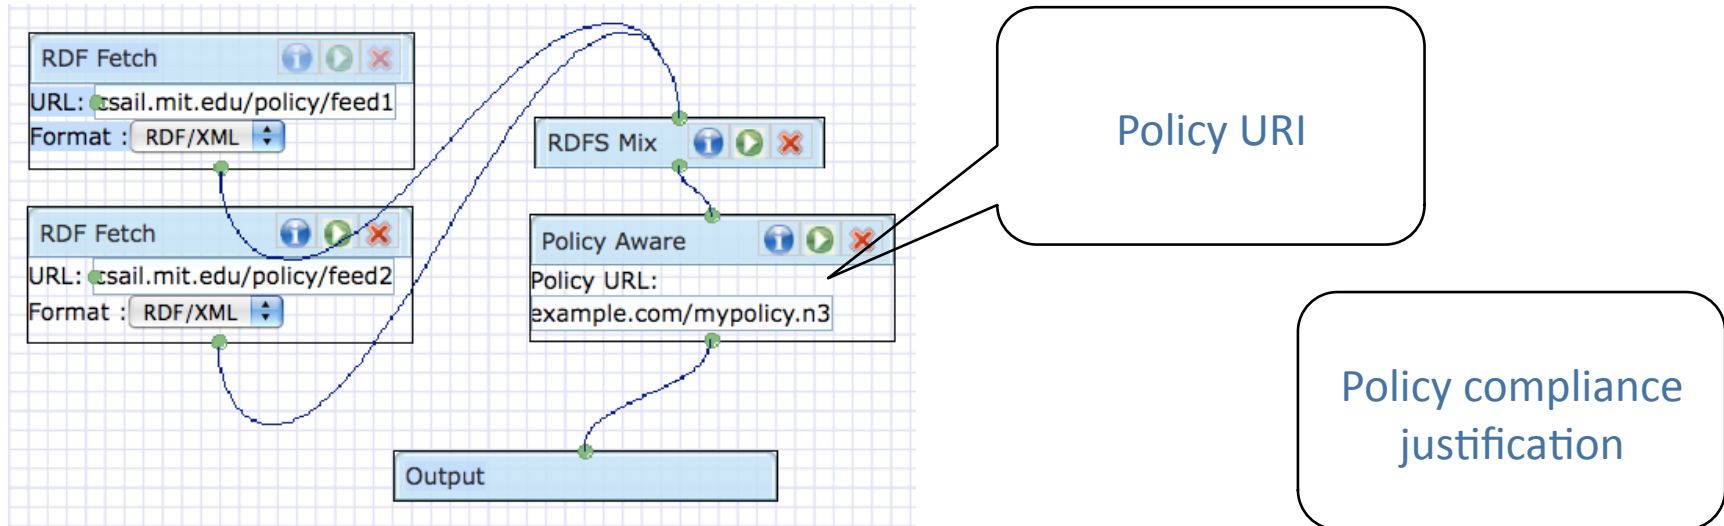 RDF Fetch
URL: csail.mit.edu/policy/feed1
Format : RDF/XML
RDF Fetch
URL: csail.mit.edu/policy/feed2
Format : RDF/XML
RDFS Mix
Policy Aware
Policy URL:
example.com/mypolicy.n3
Output
Policy URI
Policy compliance
justification